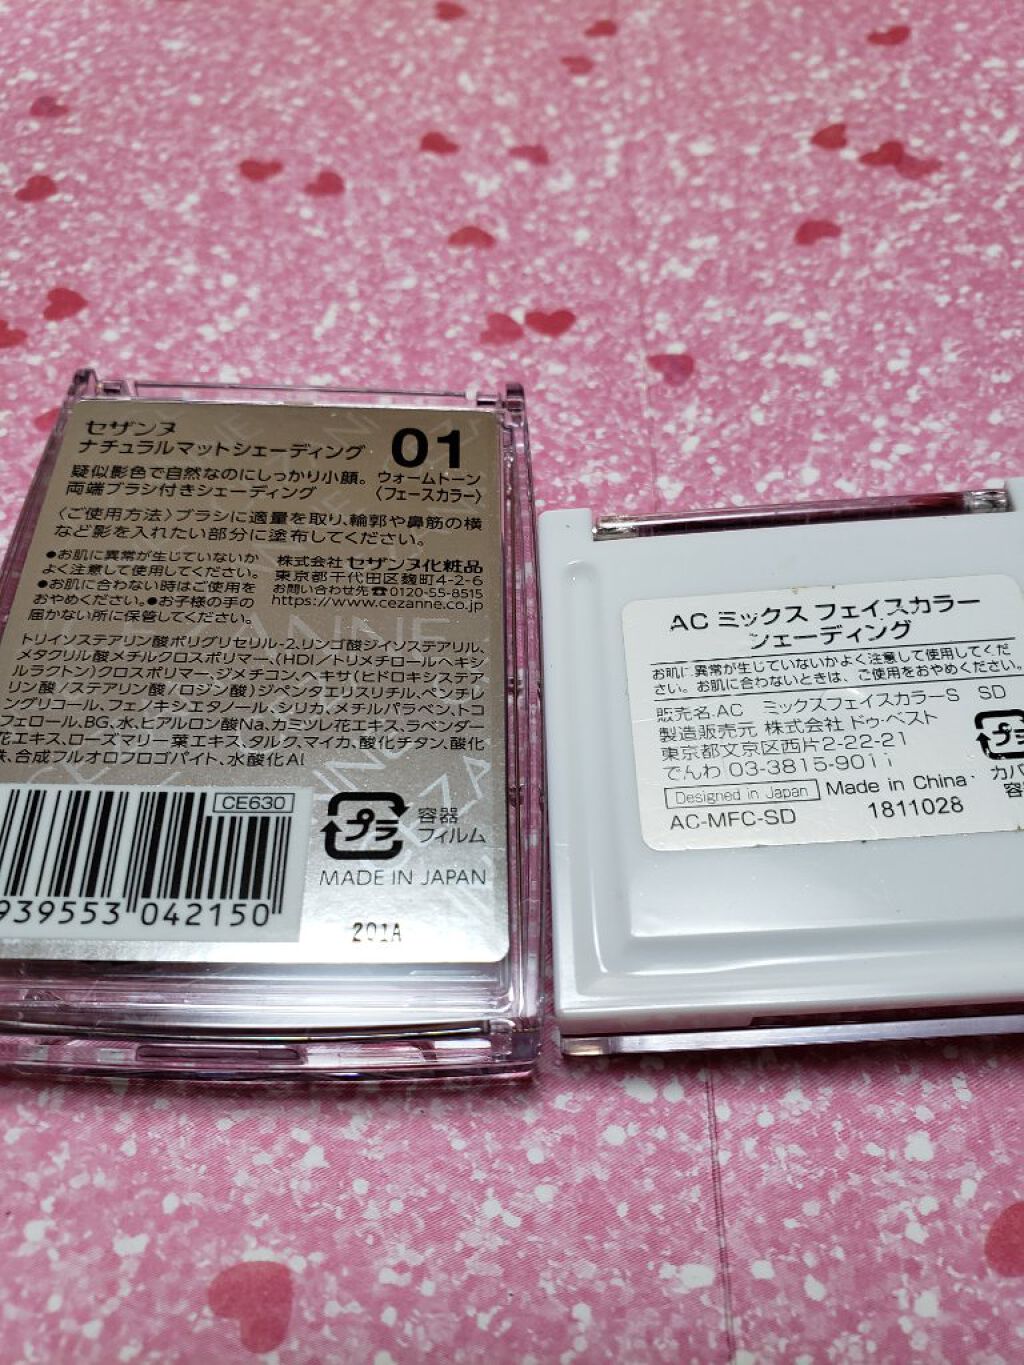 セザンヌ
ナチュラルマットシェーディング
01
疑似影色で自然なのにしっかり小顔。
両端ブラシ付きシェーディング
ウォームトーン
〈フェースカラー〉
〈ご使用方法〉ブラシに適量を取り、輪郭や鼻筋の横
など影を入れたい部分に塗布してください。
●お肌に異常が生じていないか
よく注意して使用してください。
●お肌に合わない時はご使用を
おやめください。●お子様の手の
届かない所に保管してください。
株式会社セザンヌ化粧品
東京都千代田区麹町4-2-6
お問い合わせ先☎0120-55-8515
https://www.cezanne.co.jp
トリイソステアリン酸ポリグリセリル-2、リンゴ酸ジイソステアリル、
メタクリル酸メチルクロスポリマー、(HDI/トリメチロールヘキシ
ルラクトン)クロスポリマー、ジメチコン、ヘキサ(ヒドロキシステア
リン酸/ステアリン酸/ロジン酸)ジペンタエリスリチル、ペンチレ
ングリコール、フェノキシエタノール、シリカ、メチルパラベン、トコ
フェロール、BG、水、ヒアルロン酸Na、カミツレ花エキス、ラベンダー
花エキス、ローズマリー葉エキス、タルク、マイカ、酸化チタン、酸化
鉄、合成フルオロフロゴパイト、水酸化Al
CE630
939553 042150
プラ
容器
フィルム
MADE IN JAPAN
201A
AC ミックス フェイスカラー
シェーディング
お肌に異常が生じていないかよく注意して使用してくだ
さい。お肌に合わないときは、ご使用をおやめください。
販売名.AC ミックスフェイスカラーS SD
製造販売元 株式会社 ドゥ・ベスト
東京都文京区西片2-22-21
でんわ 03-3815-9011
Designed in Japan Made in China
AC-MFC-SD 1811028
プラ